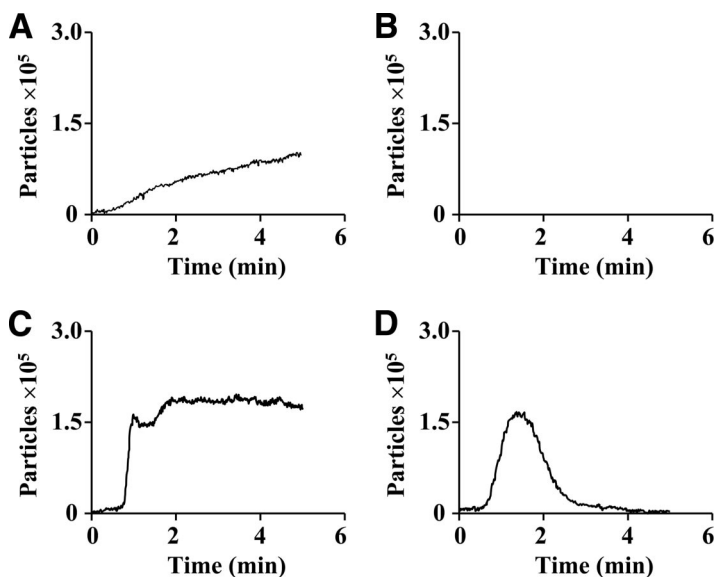 A
Particles ×10⁵
3.0
1.5
0
0 2 4 6
Time (min)
B
Particles ×10⁵
3.0
1.5
0
0 2 4 6
Time (min)
C
Particles ×10⁵
3.0
1.5
0
0 2 4 6
Time (min)
D
Particles ×10⁵
3.0
1.5
0
0 2 4 6
Time (min)